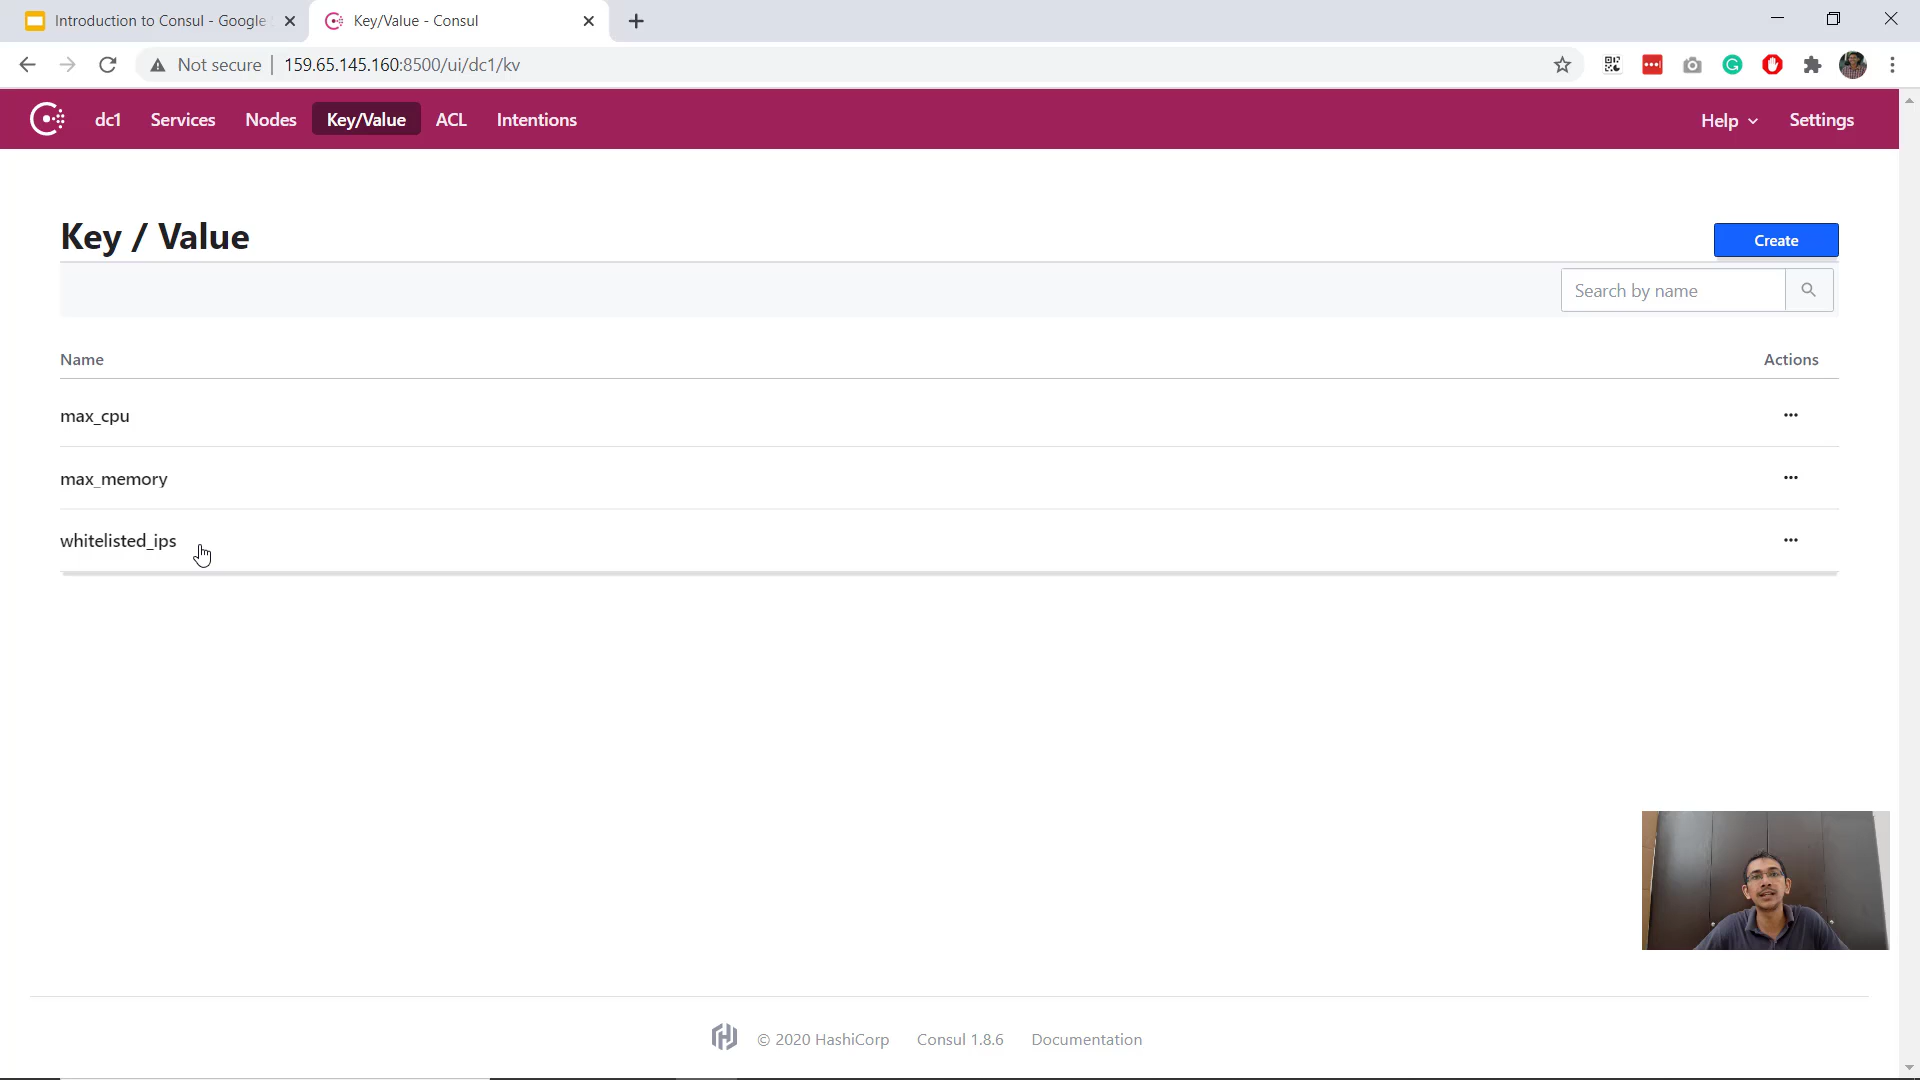 Introduction to Consul - Google
Key/Value - Consul
Not secure | 159.65.145.160:8500/ui/dc1/kv
dc1 Services Nodes Key/Value ACL Intentions Help Settings
Key / Value
Create
Search by name
Name Actions
max_cpu
max_memory
whitelisted_ips
© 2020 HashiCorp Consul 1.8.6 Documentation